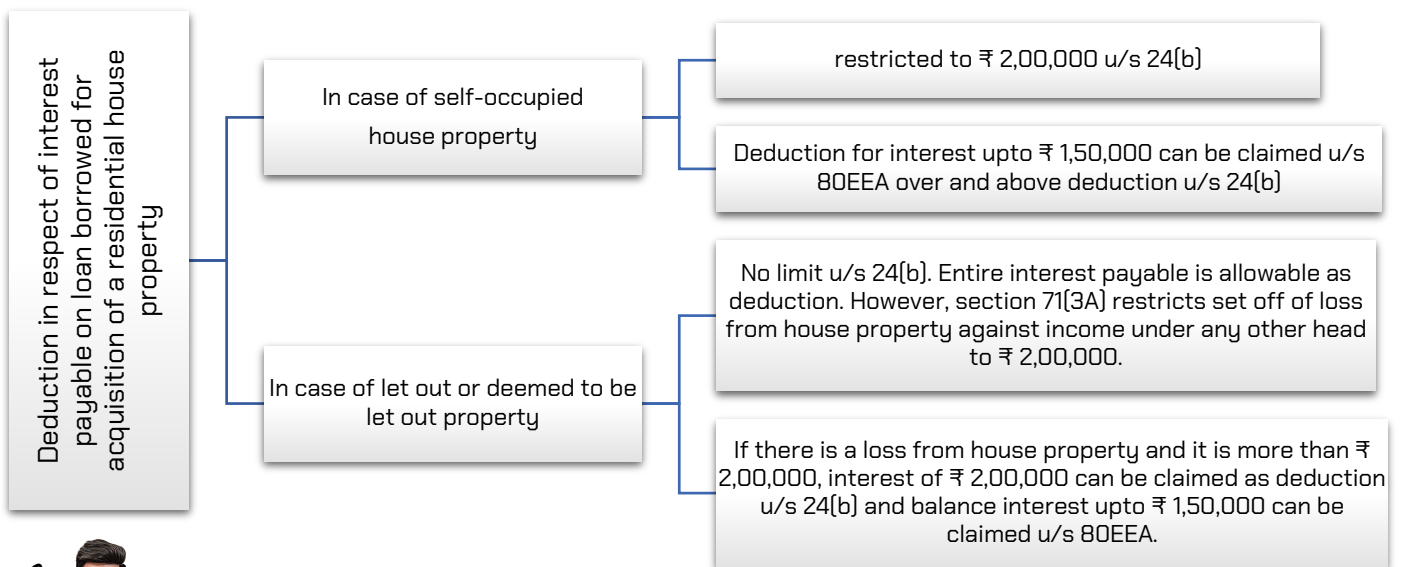 Deduction in respect of interest
payable on loan borrowed for
acquisition of a residential house
property
In case of self-occupied
house property
restricted to ₹ 2,00,000 u/s 24(b)
Deduction for interest upto ₹ 1,50,000 can be claimed u/s
80EEA over and above deduction u/s 24(b)
In case of let out or deemed to be
let out property
No limit u/s 24(b). Entire interest payable is allowable as
deduction. However, section 71(3A) restricts set off of loss
from house property against income under any other head
to ₹ 2,00,000.
If there is a loss from house property and it is more than ₹
2,00,000, interest of ₹ 2,00,000 can be claimed as deduction
u/s 24(b) and balance interest upto ₹ 1,50,000 can be
claimed u/s 80EEA.